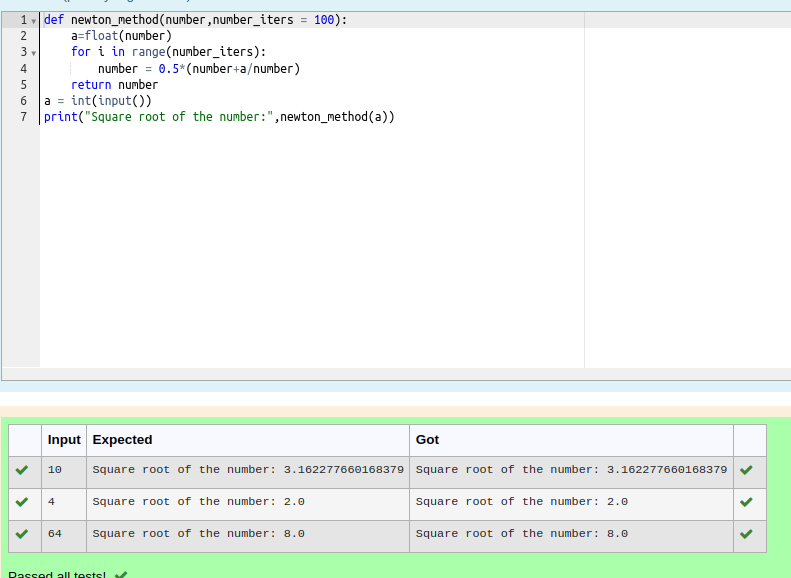 1 def newton_method(number,number_iters = 100):
2 a=float(number)
3 for i in range(number_iters):
4 number = 0.5*(number+a/number)
5 return number
6 a = int(input())
7 print("Square root of the number:",newton_method(a))
Input Expected Got
10 Square root of the number: 3.162277660168379 Square root of the number: 3.162277660168379
4 Square root of the number: 2.0 Square root of the number: 2.0
64 Square root of the number: 8.0 Square root of the number: 8.0
Passed all tests!